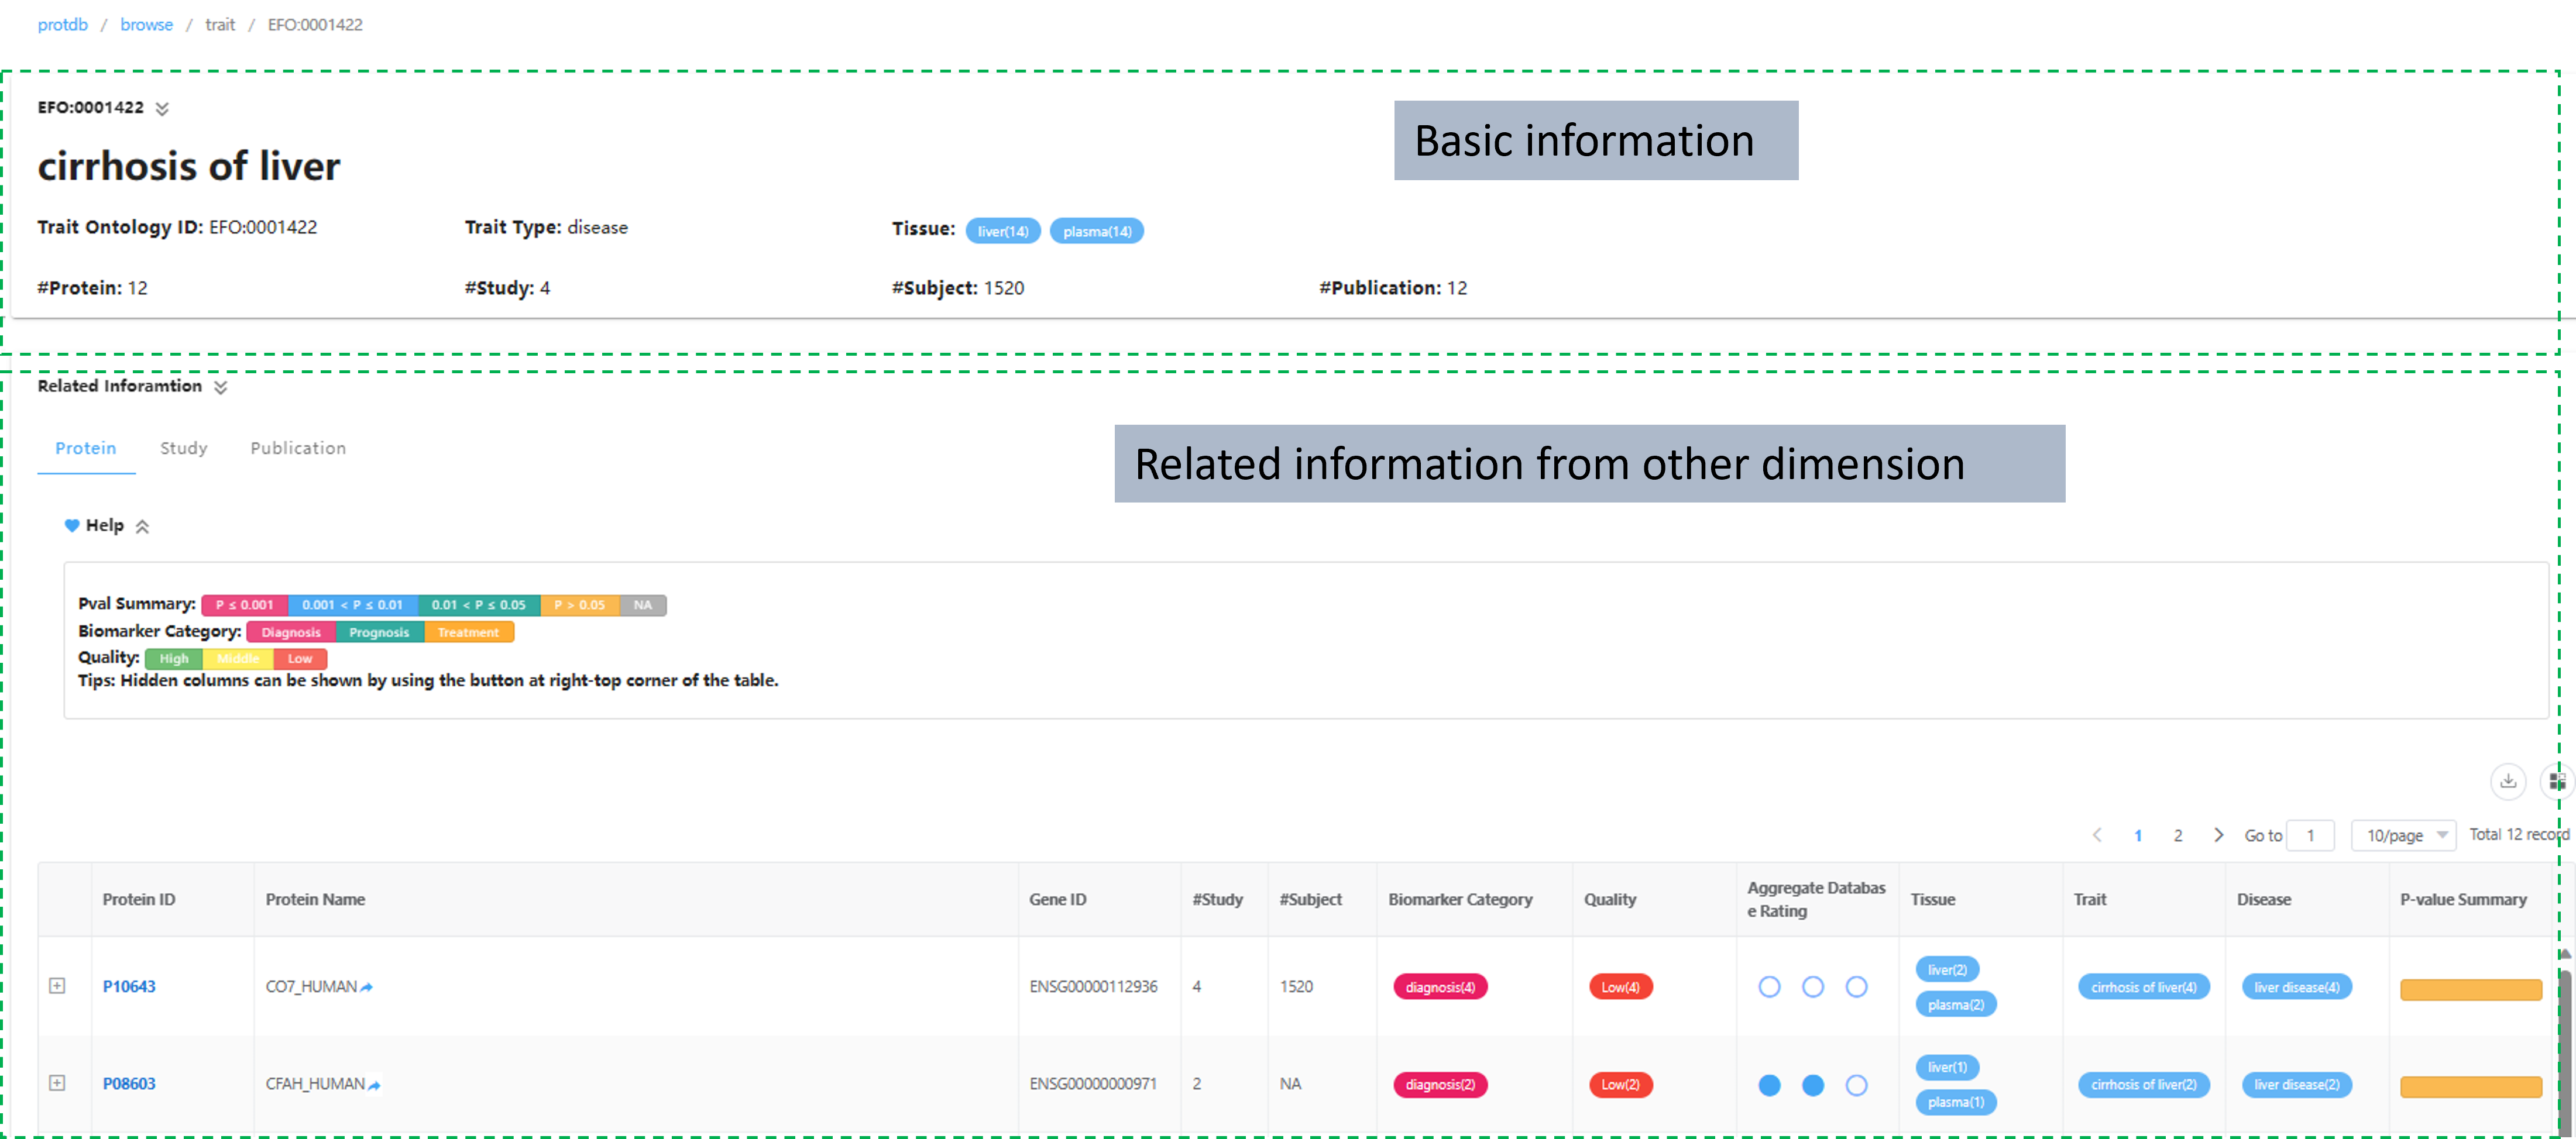 protdb / browse / trait / EFO:0001422
EFO:0001422
Basic information
cirrhosis of liver
Trait Ontology ID: EFO:0001422 Trait Type: disease Tissue: liver(14) plasma(14)
#Protein: 12 #Study: 4 #Subject: 1520 #Publication: 12
Related Inforamtion
Protein Study Publication
Related information from other dimension
Help
Pval Summary: P ≤ 0.001 0.001 < P ≤ 0.01 0.01 < P ≤ 0.05 P > 0.05 NA
Biomarker Category: Diagnosis Prognosis Treatment
Quality: High Middle Low
Tips: Hidden columns can be shown by using the button at right-top corner of the table.
1 2 Go to 1 10/page Total 12 record
Protein ID Protein Name Gene ID #Study #Subject Biomarker Category Quality Aggregate Databas Tissue Trait Disease P-value Summary
e Rating
P10643 CO7_HUMAN ENSG00000112936 4 1520 diagnosis(4) Low(4) liver(2) cirrhosis of liver(4) liver disease(4)
plasma(2)
P08603 CFAH_HUMAN ENSG00000000971 2 NA diagnosis(2) Low(2) liver(1) cirrhosis of liver(2) liver disease(2)
plasma(1)